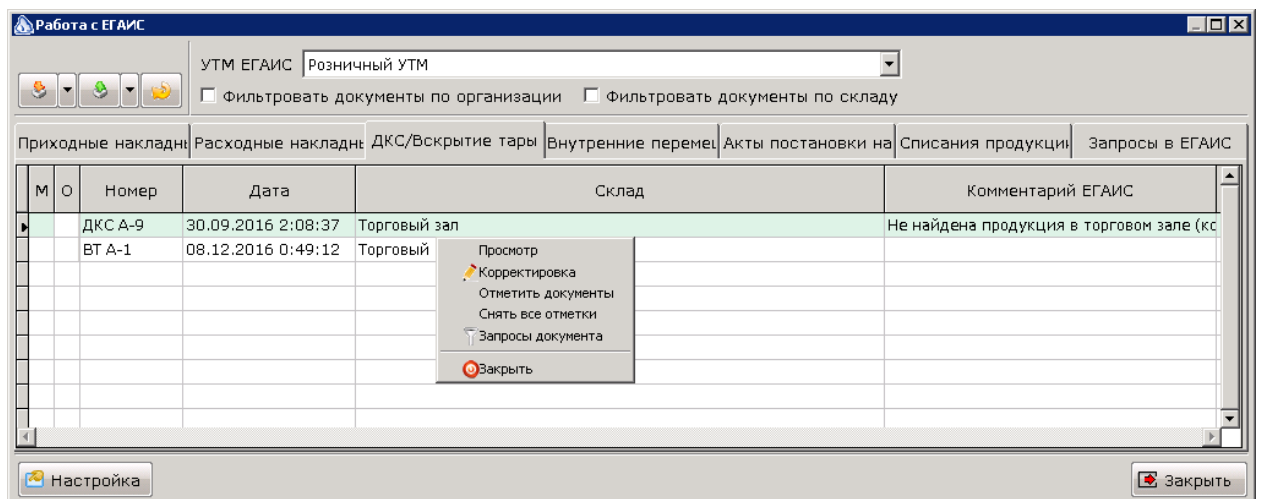 Работа с ЕГАИС
УТМ ЕГАИС Розничный УТМ
Фильтровать документы по организации Фильтровать документы по складу
Приходные накладн Расходные накладн ДКС/Вскрытие тары Внутренние перемещ Акты постановки на Списания продукции Запросы в ЕГАИС
М О Номер Дата Склад Комментарий ЕГАИС
ДКС А-9 30.09.2016 2:08:37 Торговый зал Не найдена продукция в торговом зале (ко
ВТ А-1 08.12.2016 0:49:12 Торговый
Просмотр
Корректировка
Отметить документы
Снять все отметки
Запросы документа
Закрыть
Настройка Закрыть